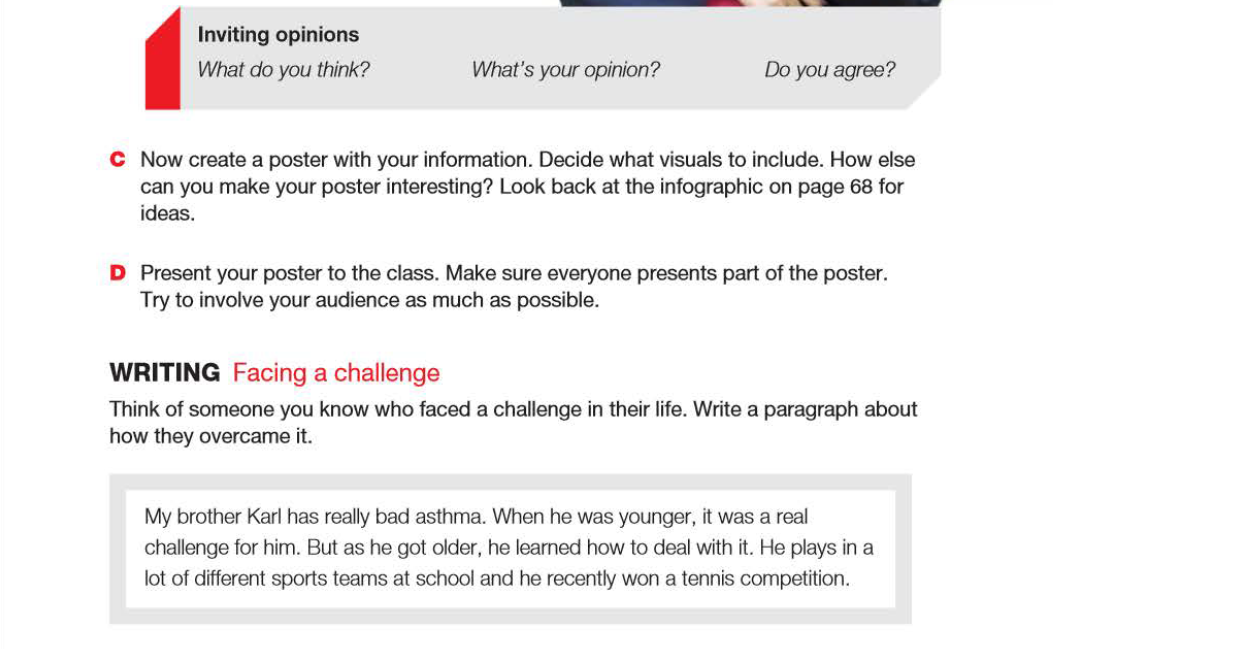 Inviting opinions
What do you think? What's your opinion? Do you agree?
C Now create a poster with your information. Decide what visuals to include. How else
can you make your poster interesting? Look back at the infographic on page 68 for
ideas.
D Present your poster to the class. Make sure everyone presents part of the poster.
Try to involve your audience as much as possible.
WRITING Facing a challenge
Think of someone you know who faced a challenge in their life. Write a paragraph about
how they overcame it.
My brother Karl has really bad asthma. When he was younger, it was a real
challenge for him. But as he got older, he learned how to deal with it. He plays in a
lot of different sports teams at school and he recently won a tennis competition.